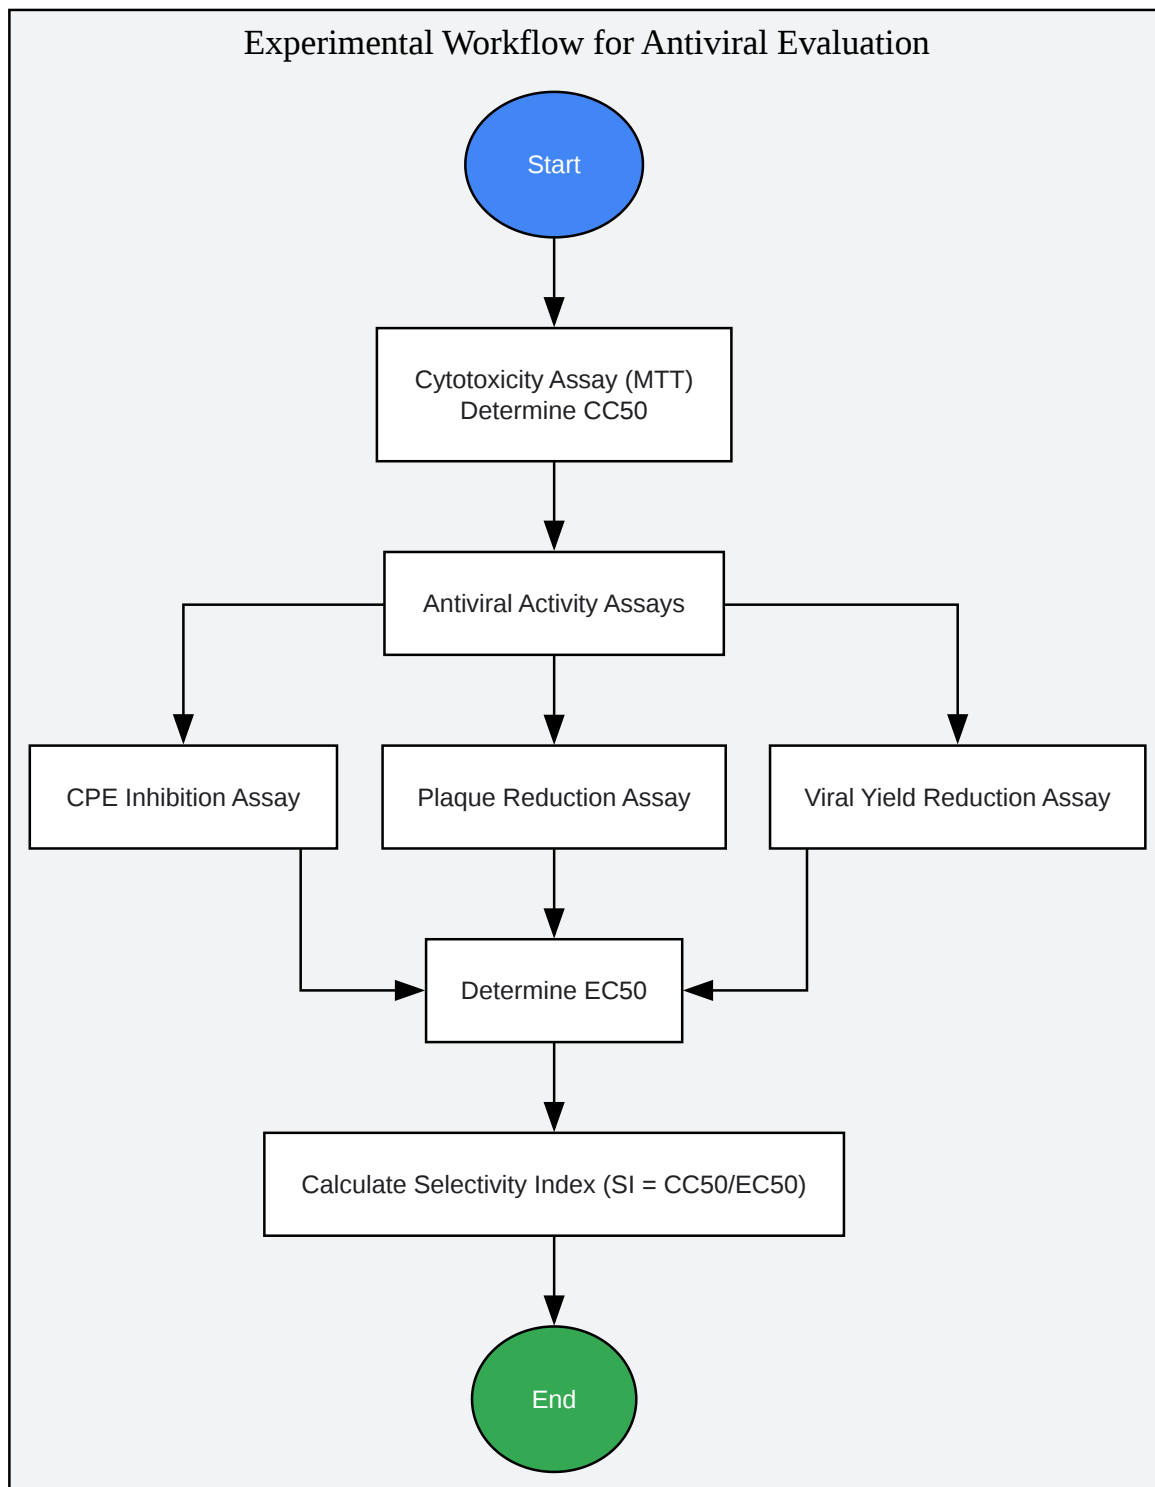 Experimental Workflow for Antiviral Evaluation
Start
Cytotoxicity Assay (MTT)
Determine CC50
Antiviral Activity Assays
CPE Inhibition Assay
Plaque Reduction Assay
Viral Yield Reduction Assay
Determine EC50
Calculate Selectivity Index (SI = CC50/EC50)
End